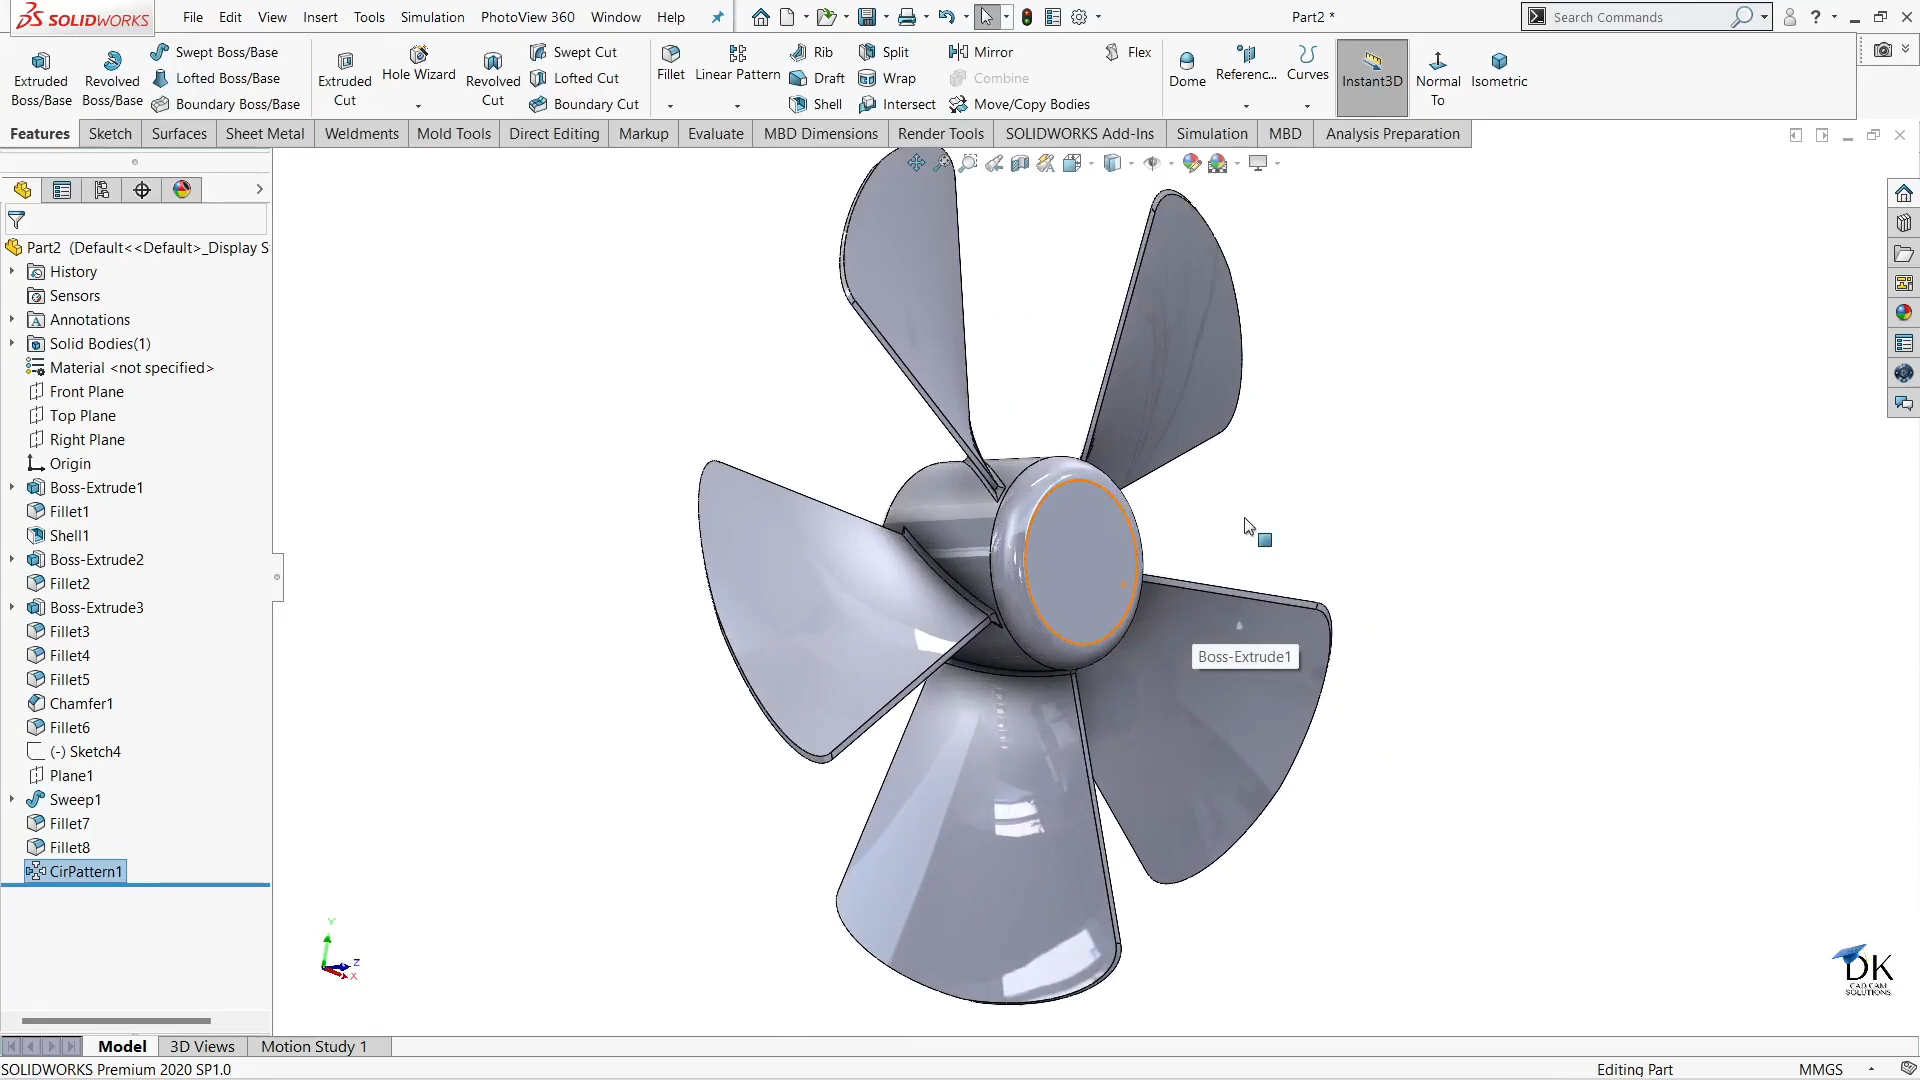 SOLIDWORKS File Edit View Insert Tools Simulation PhotoView 360 Window Help Part2 * Search Commands ?
Extruded Boss/Base
Revolved Boss/Base
Swept Boss/Base
Lofted Boss/Base
Boundary Boss/Base
Extruded Cut
Hole Wizard
Revolved Cut
Swept Cut
Lofted Cut
Boundary Cut
Fillet
Linear Pattern
Rib
Draft
Shell
Split
Wrap
Intersect
Mirror
Combine
Move/Copy Bodies
Flex
Dome
Referenc...
Curves
Instant3D
Normal To
Isometric
Features Sketch Surfaces Sheet Metal Weldments Mold Tools Direct Editing Markup Evaluate MBD Dimensions Render Tools SOLIDWORKS Add-Ins Simulation MBD Analysis Preparation
Part2 (Default<<Default>_Display S
History
Sensors
Annotations
Solid Bodies(1)
Material <not specified>
Front Plane
Top Plane
Right Plane
Origin
Boss-Extrude1
Fillet1
Shell1
Boss-Extrude2
Fillet2
Boss-Extrude3
Fillet3
Fillet4
Fillet5
Chamfer1
Fillet6
(-) Sketch4
Plane1
Sweep1
Fillet7
Fillet8
CirPattern1
Boss-Extrude1
Y
Z
X
DK
CAD CAM
SOLUTIONS
Model 3D Views Motion Study 1
SOLIDWORKS Premium 2020 SP1.0 Editing Part MMGS